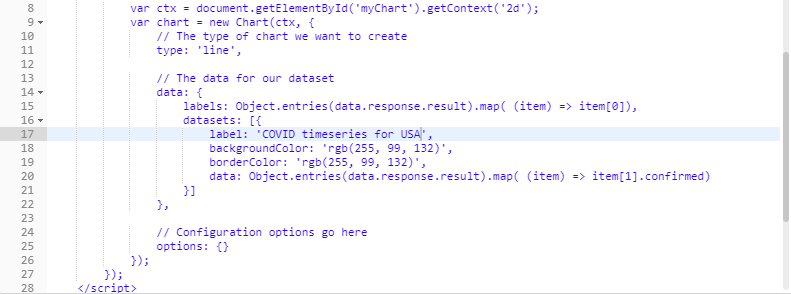 8 var ctx = document.getElementById('myChart').getContext('2d');
9 var chart = new Chart(ctx, {
10 // The type of chart we want to create
11 type: 'line',
12
13 // The data for our dataset
14 data: {
15 labels: Object.entries(data.response.result).map( (item) => item[0]),
16 datasets: [{
17 label: 'COVID timeseries for USA',
18 backgroundColor: 'rgb(255, 99, 132)',
19 borderColor: 'rgb(255, 99, 132)',
20 data: Object.entries(data.response.result).map( (item) => item[1].confirmed)
21 }]
22 },
23
24 // Configuration options go here
25 options: {}
26 });
27 });
28 </script>